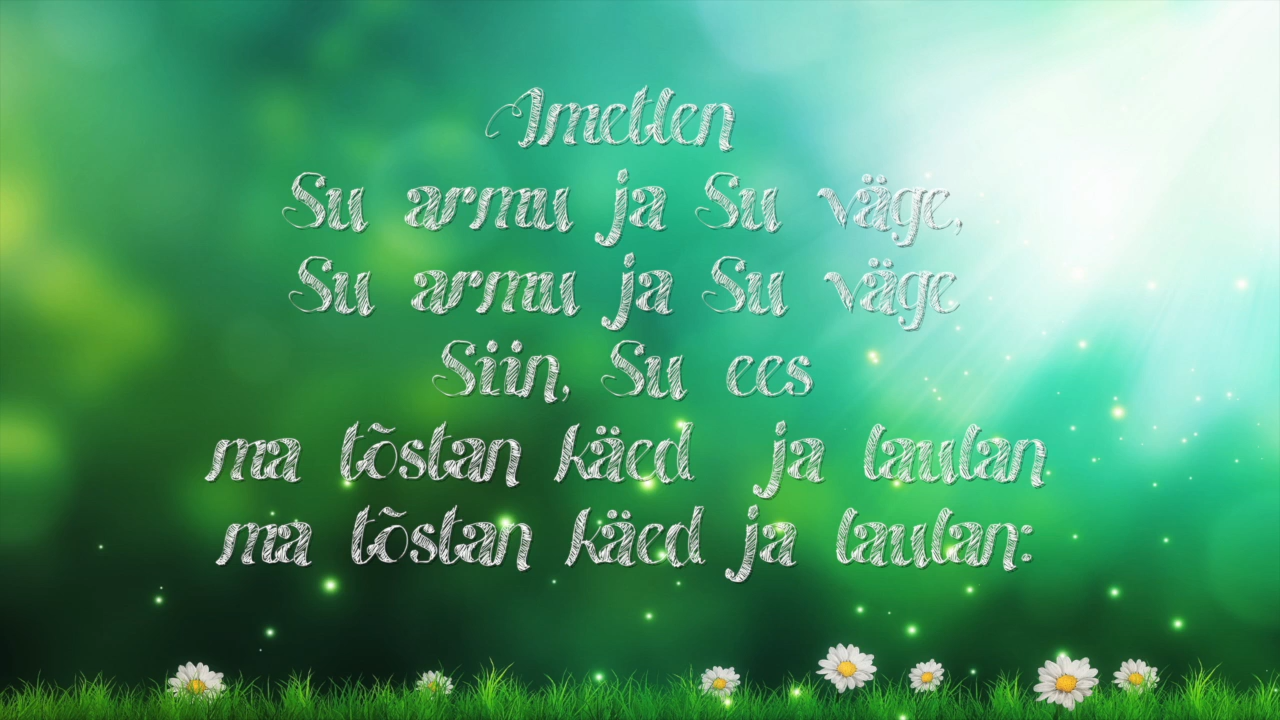 Imetlen
Su armu ja Su väge,
Su armu ja Su väge
Siin, Su ees
ma tõstan käed ja laulan
ma tõstan käed ja laulan: